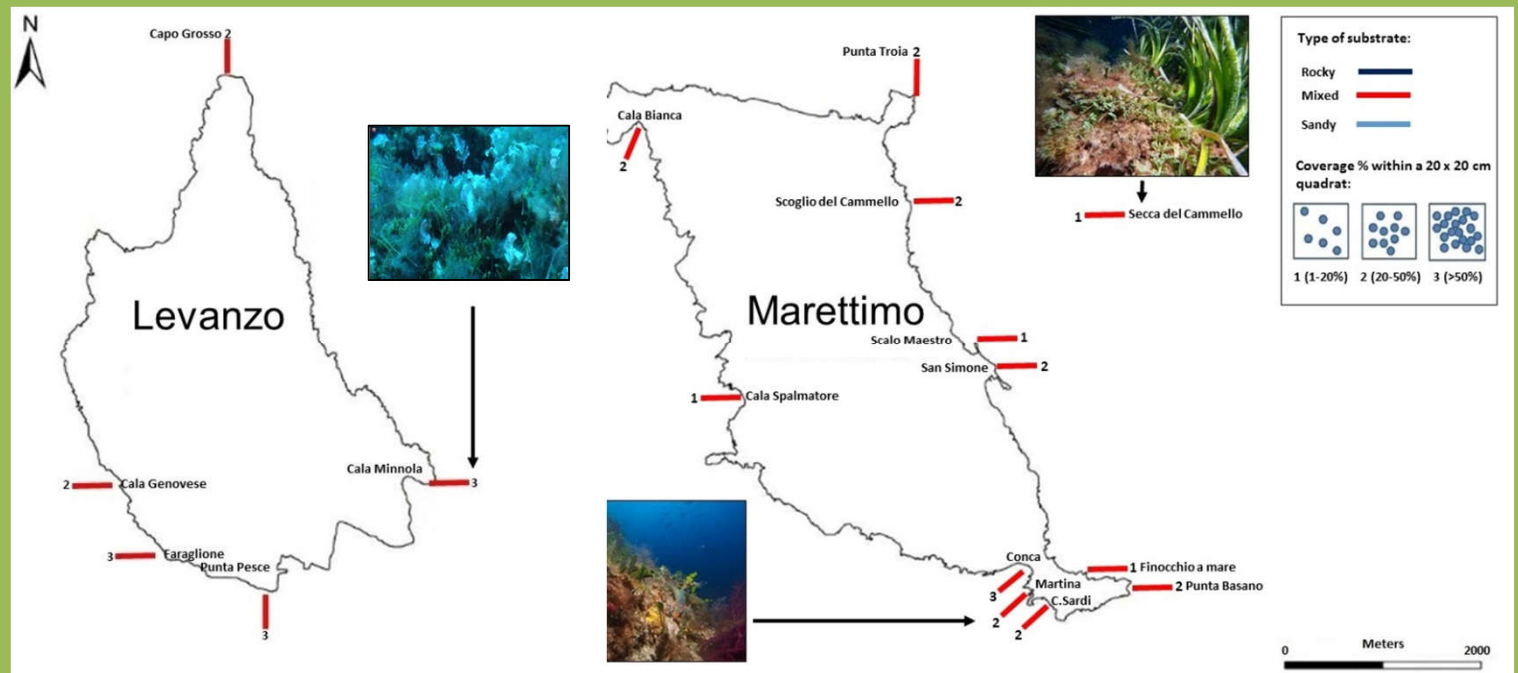 N
Capo Grosso 2
Levanzo
Cala Minnola
3
2
Cala Genovese
3
Faraglione
Punta Pesce
3
Punta Troia 2
Cala Bianca
2
Scoglio del Cammello
2
1
Secca del Cammello
Marettimo
Scalo Maestro
1
San Simone
2
1
Cala Spalmatore
Conca
3
Martina
2
C.Sardi
2
1 Finocchio a mare
2 Punta Basano
Type of substrate:
Rocky
Mixed
Sandy
Coverage % within a 20 x 20 cm
quadrat:
1 (1-20%) 2 (20-50%) 3 (>50%)
Meters
0 2000